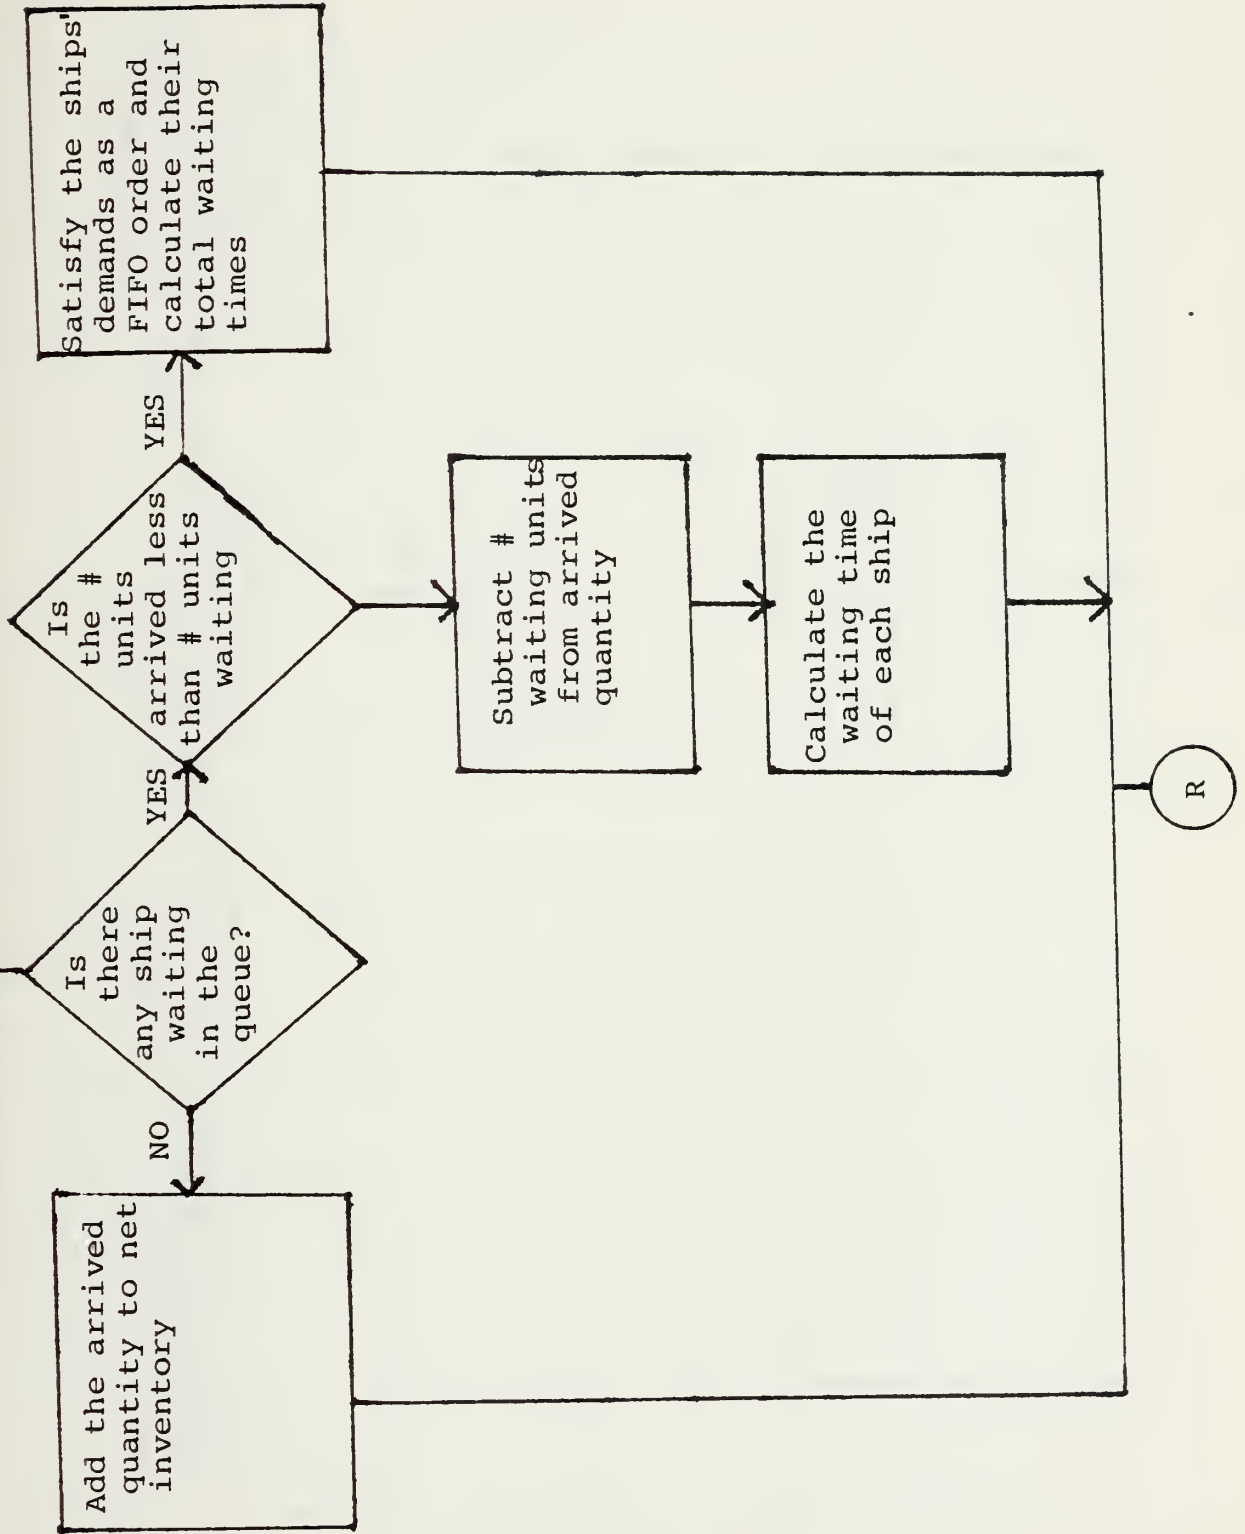 Add the arrived
quantity to net
inventory
NO
Is
there
any ship
waiting
in the
queue?
YES
Is
the #
units
arrived less
than # units
waiting
YES
Satisfy the ships'
demands as a
FIFO order and
calculate their
total waiting
times
Subtract #
waiting units
from arrived
quantity
Calculate the
waiting time
of each ship
R